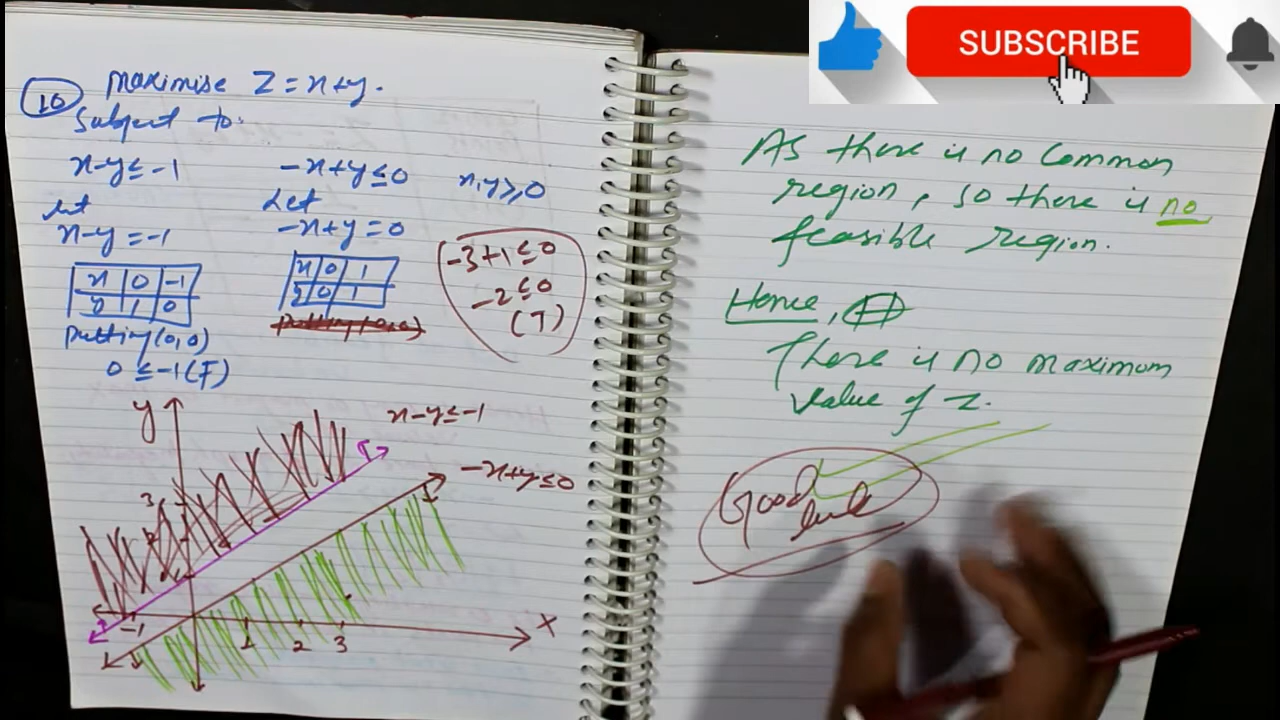 10 Maximise Z = x+y.
Subject to:
x-y ≤ -1 -x+y ≤ 0 x,y ≥ 0
Let Let
x-y = -1 -x+y = 0
x 0 -1
y 1 0
x 0 1
y 0 1
-3+1 ≤ 0
-2 ≤ 0
(T)
Putting (0,0)
0 ≤ -1 (F)
y
x-y ≤ -1
-x+y ≤ 0
3
-1 1 2 3 X
SUBSCRIBE
As there is no common
region, so there is no
feasible region.
Hence,
There is no maximum
value of Z.
Good luck